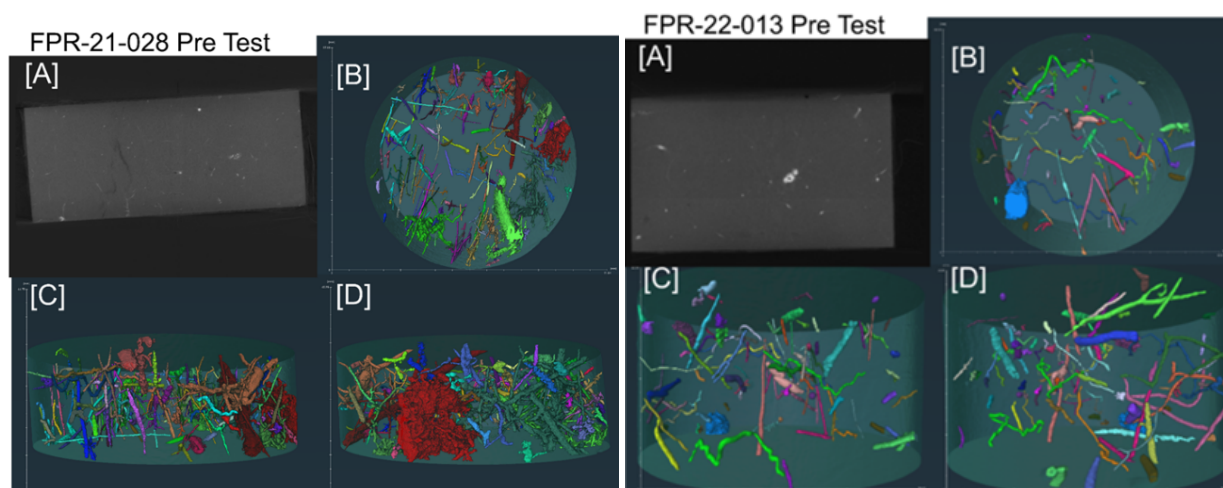 FPR-21-028 Pre Test
[A]
[B]
[C]
[D]
FPR-22-013 Pre Test
[A]
[B]
[C]
[D]